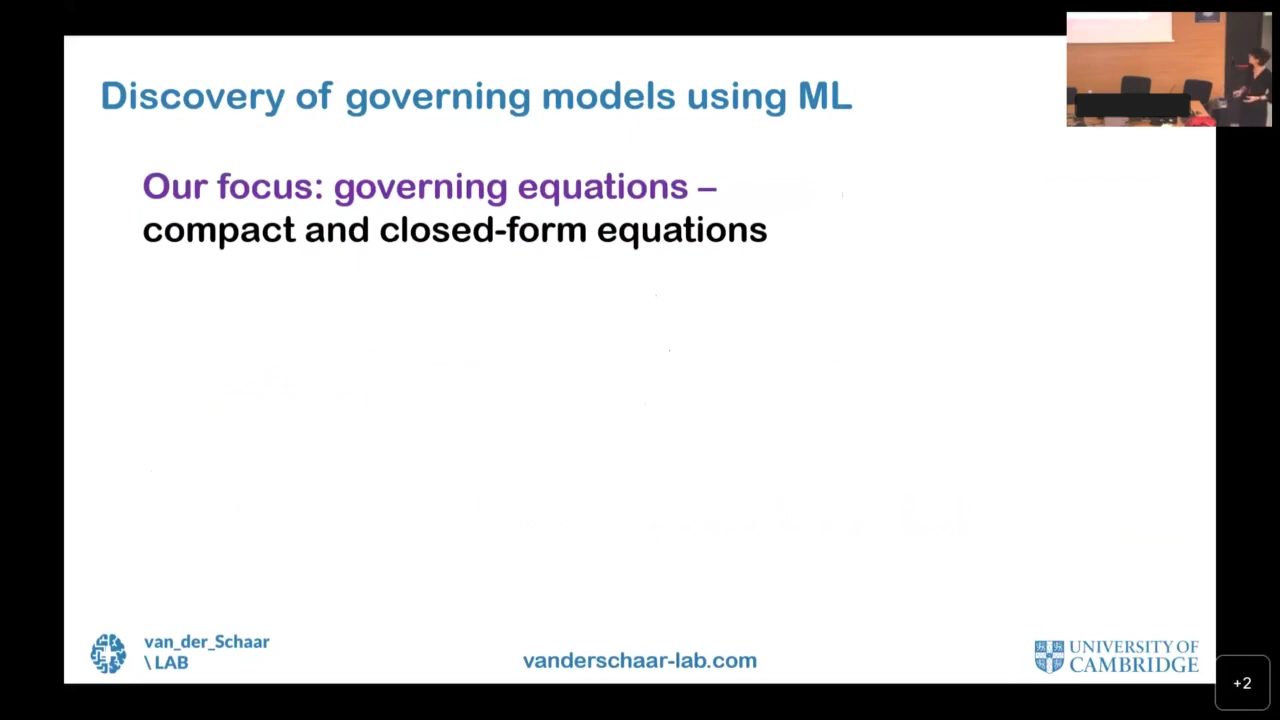 Discovery of governing models using ML
Our focus: governing equations –
compact and closed-form equations
van_der_Schaar
\ LAB
vanderschaar-lab.com
UNIVERSITY OF
CAMBRIDGE
+2